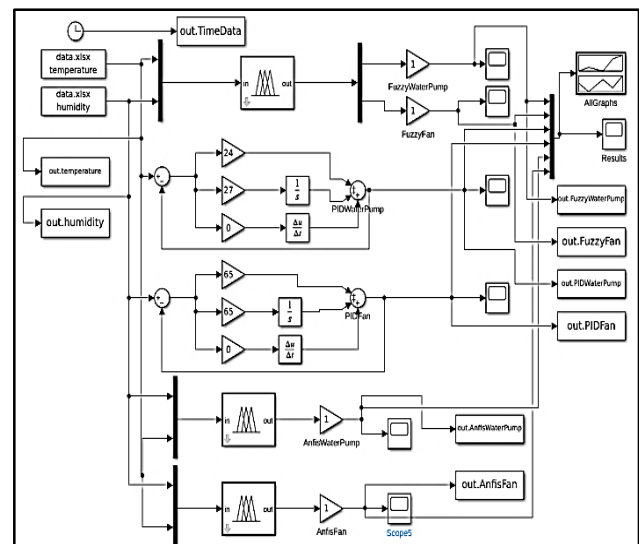 out.TimeData
data.xlsx
temperature
data.xlsx
humidity
in
out
1
FuzzyWaterPump
1
FuzzyFan
AllGraphs
Results
out.temperature
out.humidity
+
-
24
27
1
s
0
Δu
Δt
+
+
+
PIDWaterPump
out.FuzzyWaterPump
out.FuzzyFan
out.PIDWaterPump
out.PIDFan
+
-
65
65
1
s
0
Δu
Δt
+
+
+
PIDFan
in
out
1
AnfisWaterPump
out.AnfisWaterPump
in
out
1
AnfisFan
Scope5
out.AnfisFan